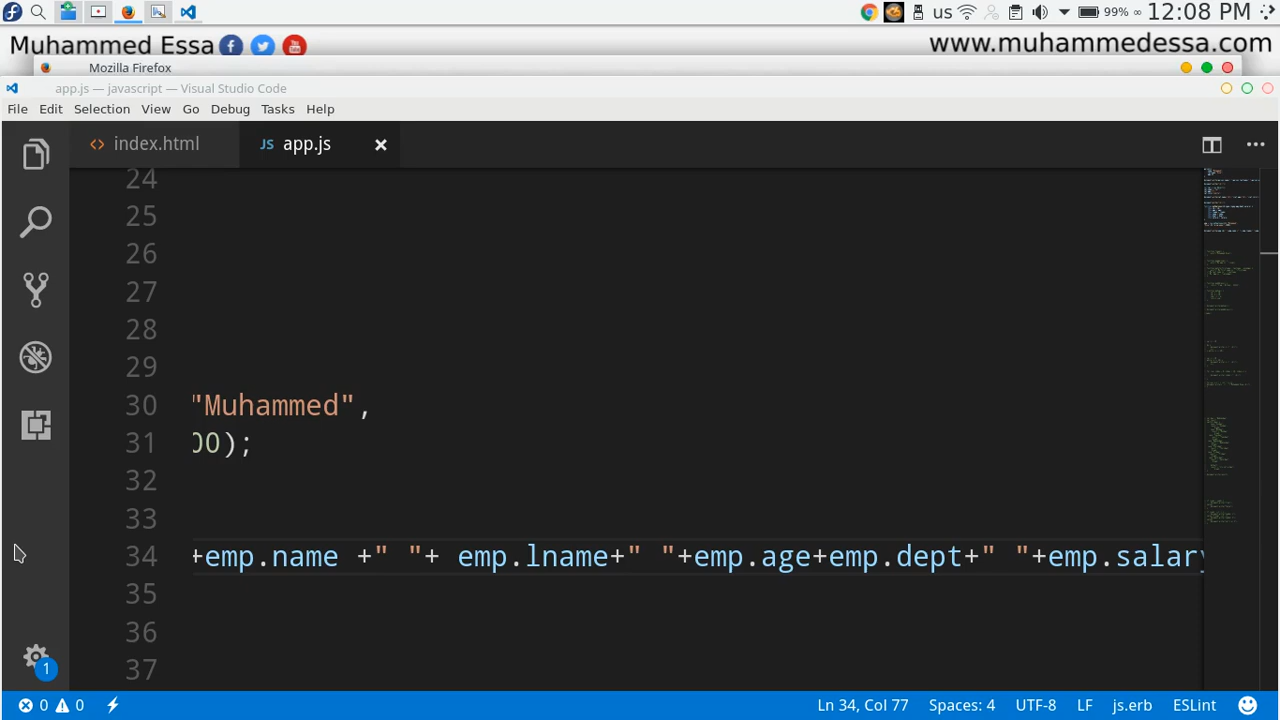 us 99% 12:08 PM
Muhammed Essa www.muhammedessa.com
Mozilla Firefox
app.js — javascript — Visual Studio Code
File Edit Selection View Go Debug Tasks Help
index.html JS app.js
24
25
26
27
28
29
30 "Muhammed",
31 00);
32
33
34 +emp.name +" "+ emp.lname+" "+emp.age+emp.dept+" "+emp.salary
35
36
37
1
0 0 Ln 34, Col 77 Spaces: 4 UTF-8 LF js.erb ESLint